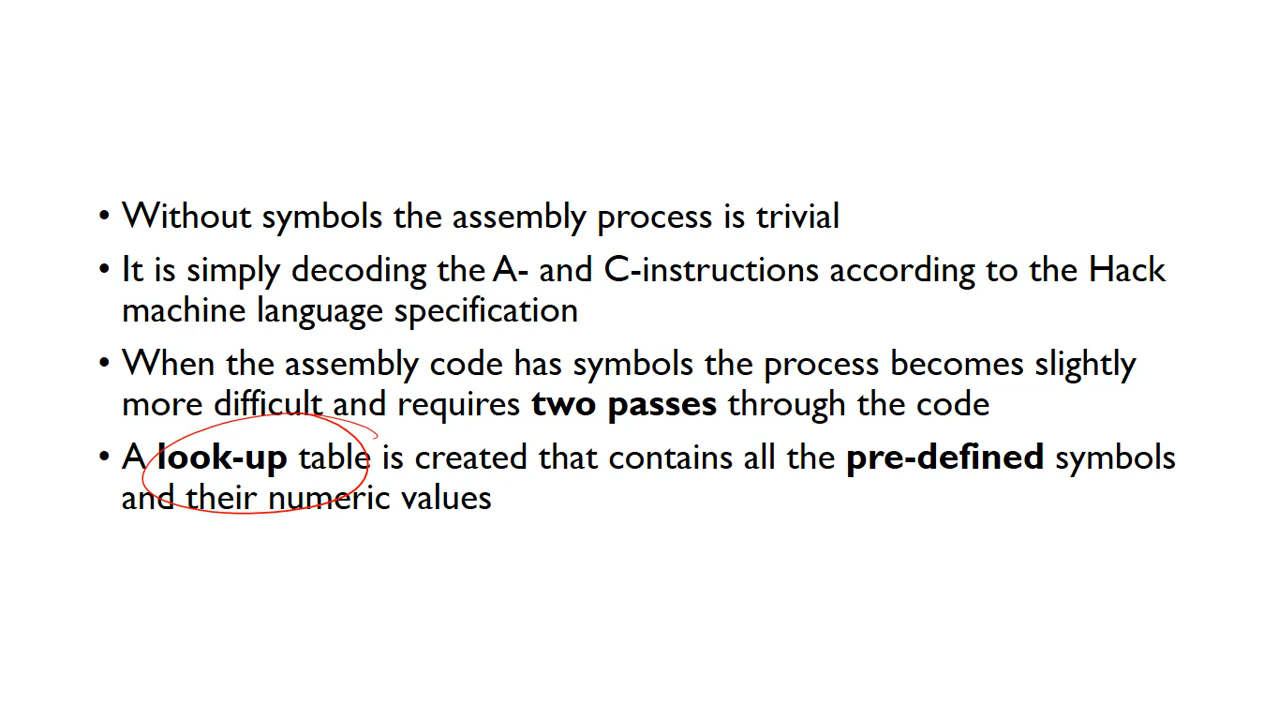 • Without symbols the assembly process is trivial
• It is simply decoding the A- and C-instructions according to the Hack
machine language specification
• When the assembly code has symbols the process becomes slightly
more difficult and requires two passes through the code
• A look-up table is created that contains all the pre-defined symbols
and their numeric values